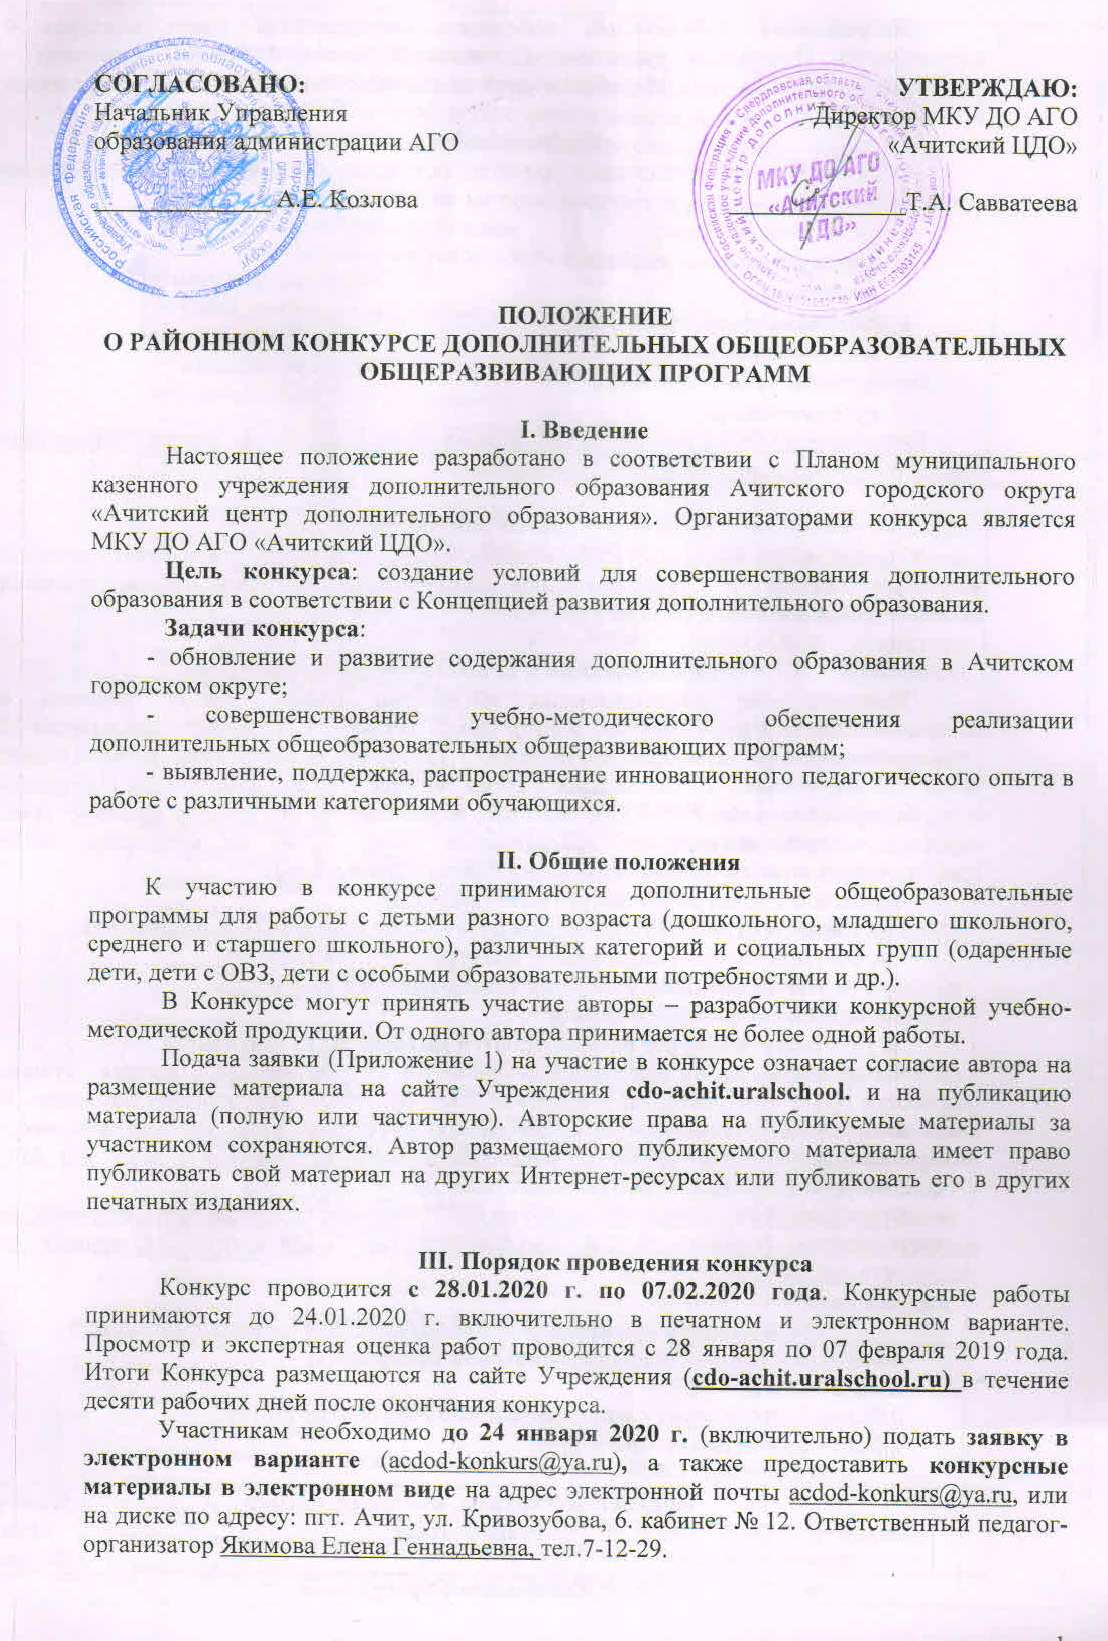 СОГЛАСОВАНО:
Начальник Управления
образования администрации АГО
_____________ А.Е. Козлова
УТВЕРЖДАЮ:
Директор МКУ ДО АГО
«Ачитский ЦДО»
_____________ Т.А. Савватеева
МКУ ДО АГО
«АЧИТСКИЙ
ЦДО»
ПОЛОЖЕНИЕ
О РАЙОННОМ КОНКУРСЕ ДОПОЛНИТЕЛЬНЫХ ОБЩЕОБРАЗОВАТЕЛЬНЫХ
ОБЩЕРАЗВИВАЮЩИХ ПРОГРАММ
I. Введение
Настоящее положение разработано в соответствии с Планом муниципального
казенного учреждения дополнительного образования Ачитского городского округа
«Ачитский центр дополнительного образования». Организаторами конкурса является
МКУ ДО АГО «Ачитский ЦДО».
Цель конкурса: создание условий для совершенствования дополнительного
образования в соответствии с Концепцией развития дополнительного образования.
Задачи конкурса:
- обновление и развитие содержания дополнительного образования в Ачитском
городском округе;
- совершенствование учебно-методического обеспечения реализации
дополнительных общеобразовательных общеразвивающих программ;
- выявление, поддержка, распространение инновационного педагогического опыта в
работе с различными категориями обучающихся.
II. Общие положения
К участию в конкурсе принимаются дополнительные общеобразовательные
программы для работы с детьми разного возраста (дошкольного, младшего школьного,
среднего и старшего школьного), различных категорий и социальных групп (одаренные
дети, дети с ОВЗ, дети с особыми образовательными потребностями и др.).
В Конкурсе могут принять участие авторы – разработчики конкурсной учебно-
методической продукции. От одного автора принимается не более одной работы.
Подача заявки (Приложение 1) на участие в конкурсе означает согласие автора на
размещение материала на сайте Учреждения cdo-achit.uralschool. и на публикацию
материала (полную или частичную). Авторские права на публикуемые материалы за
участником сохраняются. Автор размещаемого публикуемого материала имеет право
публиковать свой материал на других Интернет-ресурсах или публиковать его в других
печатных изданиях.
III. Порядок проведения конкурса
Конкурс проводится с 28.01.2020 г. по 07.02.2020 года. Конкурсные работы
принимаются до 24.01.2020 г. включительно в печатном и электронном варианте.
Просмотр и экспертная оценка работ проводится с 28 января по 07 февраля 2019 года.
Итоги Конкурса размещаются на сайте Учреждения (cdo-achit.uralschool.ru) в течение
десяти рабочих дней после окончания конкурса.
Участникам необходимо до 24 января 2020 г. (включительно) подать заявку в
электронном варианте (acdod-konkurs@ya.ru), а также предоставить конкурсные
материалы в электронном виде на адрес электронной почты acdod-konkurs@ya.ru, или
на диске по адресу: пгт. Ачит, ул. Кривозубова, 6. кабинет № 12. Ответственный педагог-
организатор Якимова Елена Геннадьевна, тел.7-12-29.